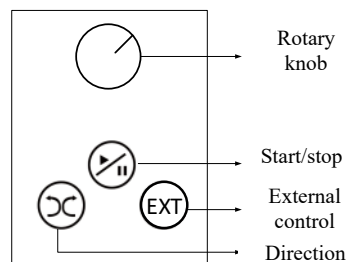 Rotary
knob
Start/stop
EXT
External
control
Direction